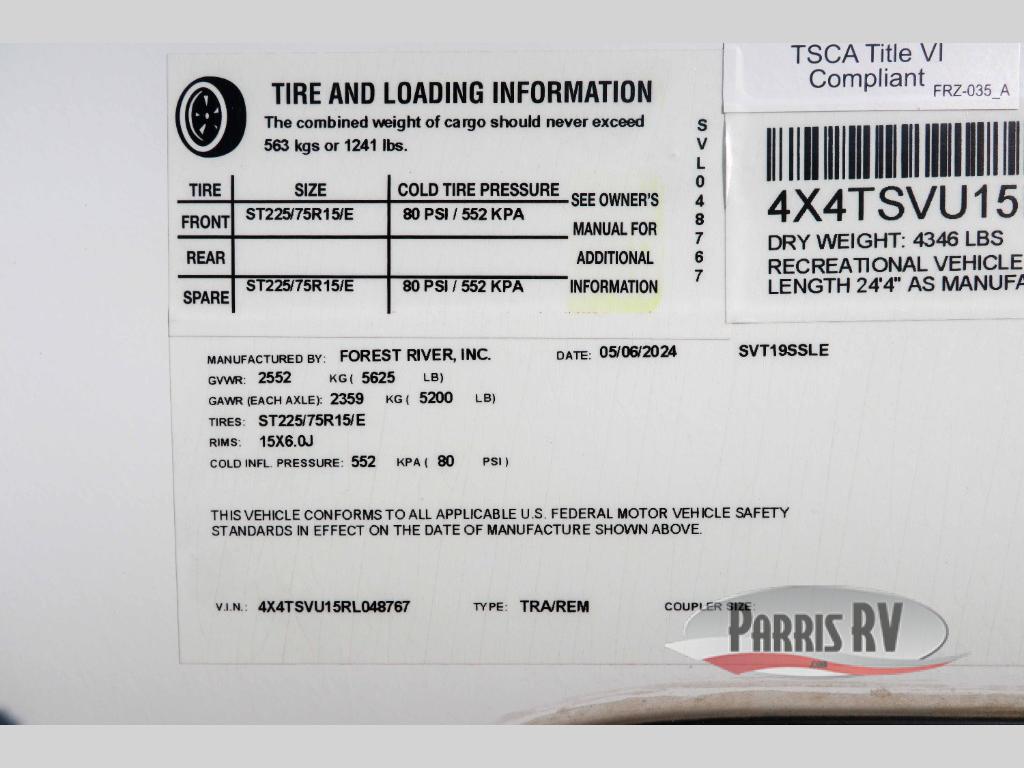 TIRE AND LOADING INFORMATION
The combined weight of cargo should never exceed
563 kgs or 1241 lbs.
TIRE SIZE COLD TIRE PRESSURE
FRONT ST225/75R15/E 80 PSI / 552 KPA
REAR
SPARE ST225/75R15/E 80 PSI / 552 KPA
SEE OWNER'S
MANUAL FOR
ADDITIONAL
INFORMATION
SVL048767
TSCA Title VI
Compliant
FRZ-035_A
4X4TSVU15
DRY WEIGHT: 4346 LBS
RECREATIONAL VEHICLE
LENGTH 24'4" AS MANUFA
MANUFACTURED BY: FOREST RIVER, INC. DATE: 05/06/2024 SVT19SSLE
GVWR: 2552 KG ( 5625 LB)
GAWR (EACH AXLE): 2359 KG ( 5200 LB)
TIRES: ST225/75R15/E
RIMS: 15X6.0J
COLD INFL. PRESSURE: 552 KPA ( 80 PSI )
THIS VEHICLE CONFORMS TO ALL APPLICABLE U.S. FEDERAL MOTOR VEHICLE SAFETY
STANDARDS IN EFFECT ON THE DATE OF MANUFACTURE SHOWN ABOVE.
V.I.N.: 4X4TSVU15RL048767 TYPE: TRA/REM COUPLER SIZE:
PARRIS RV
.com